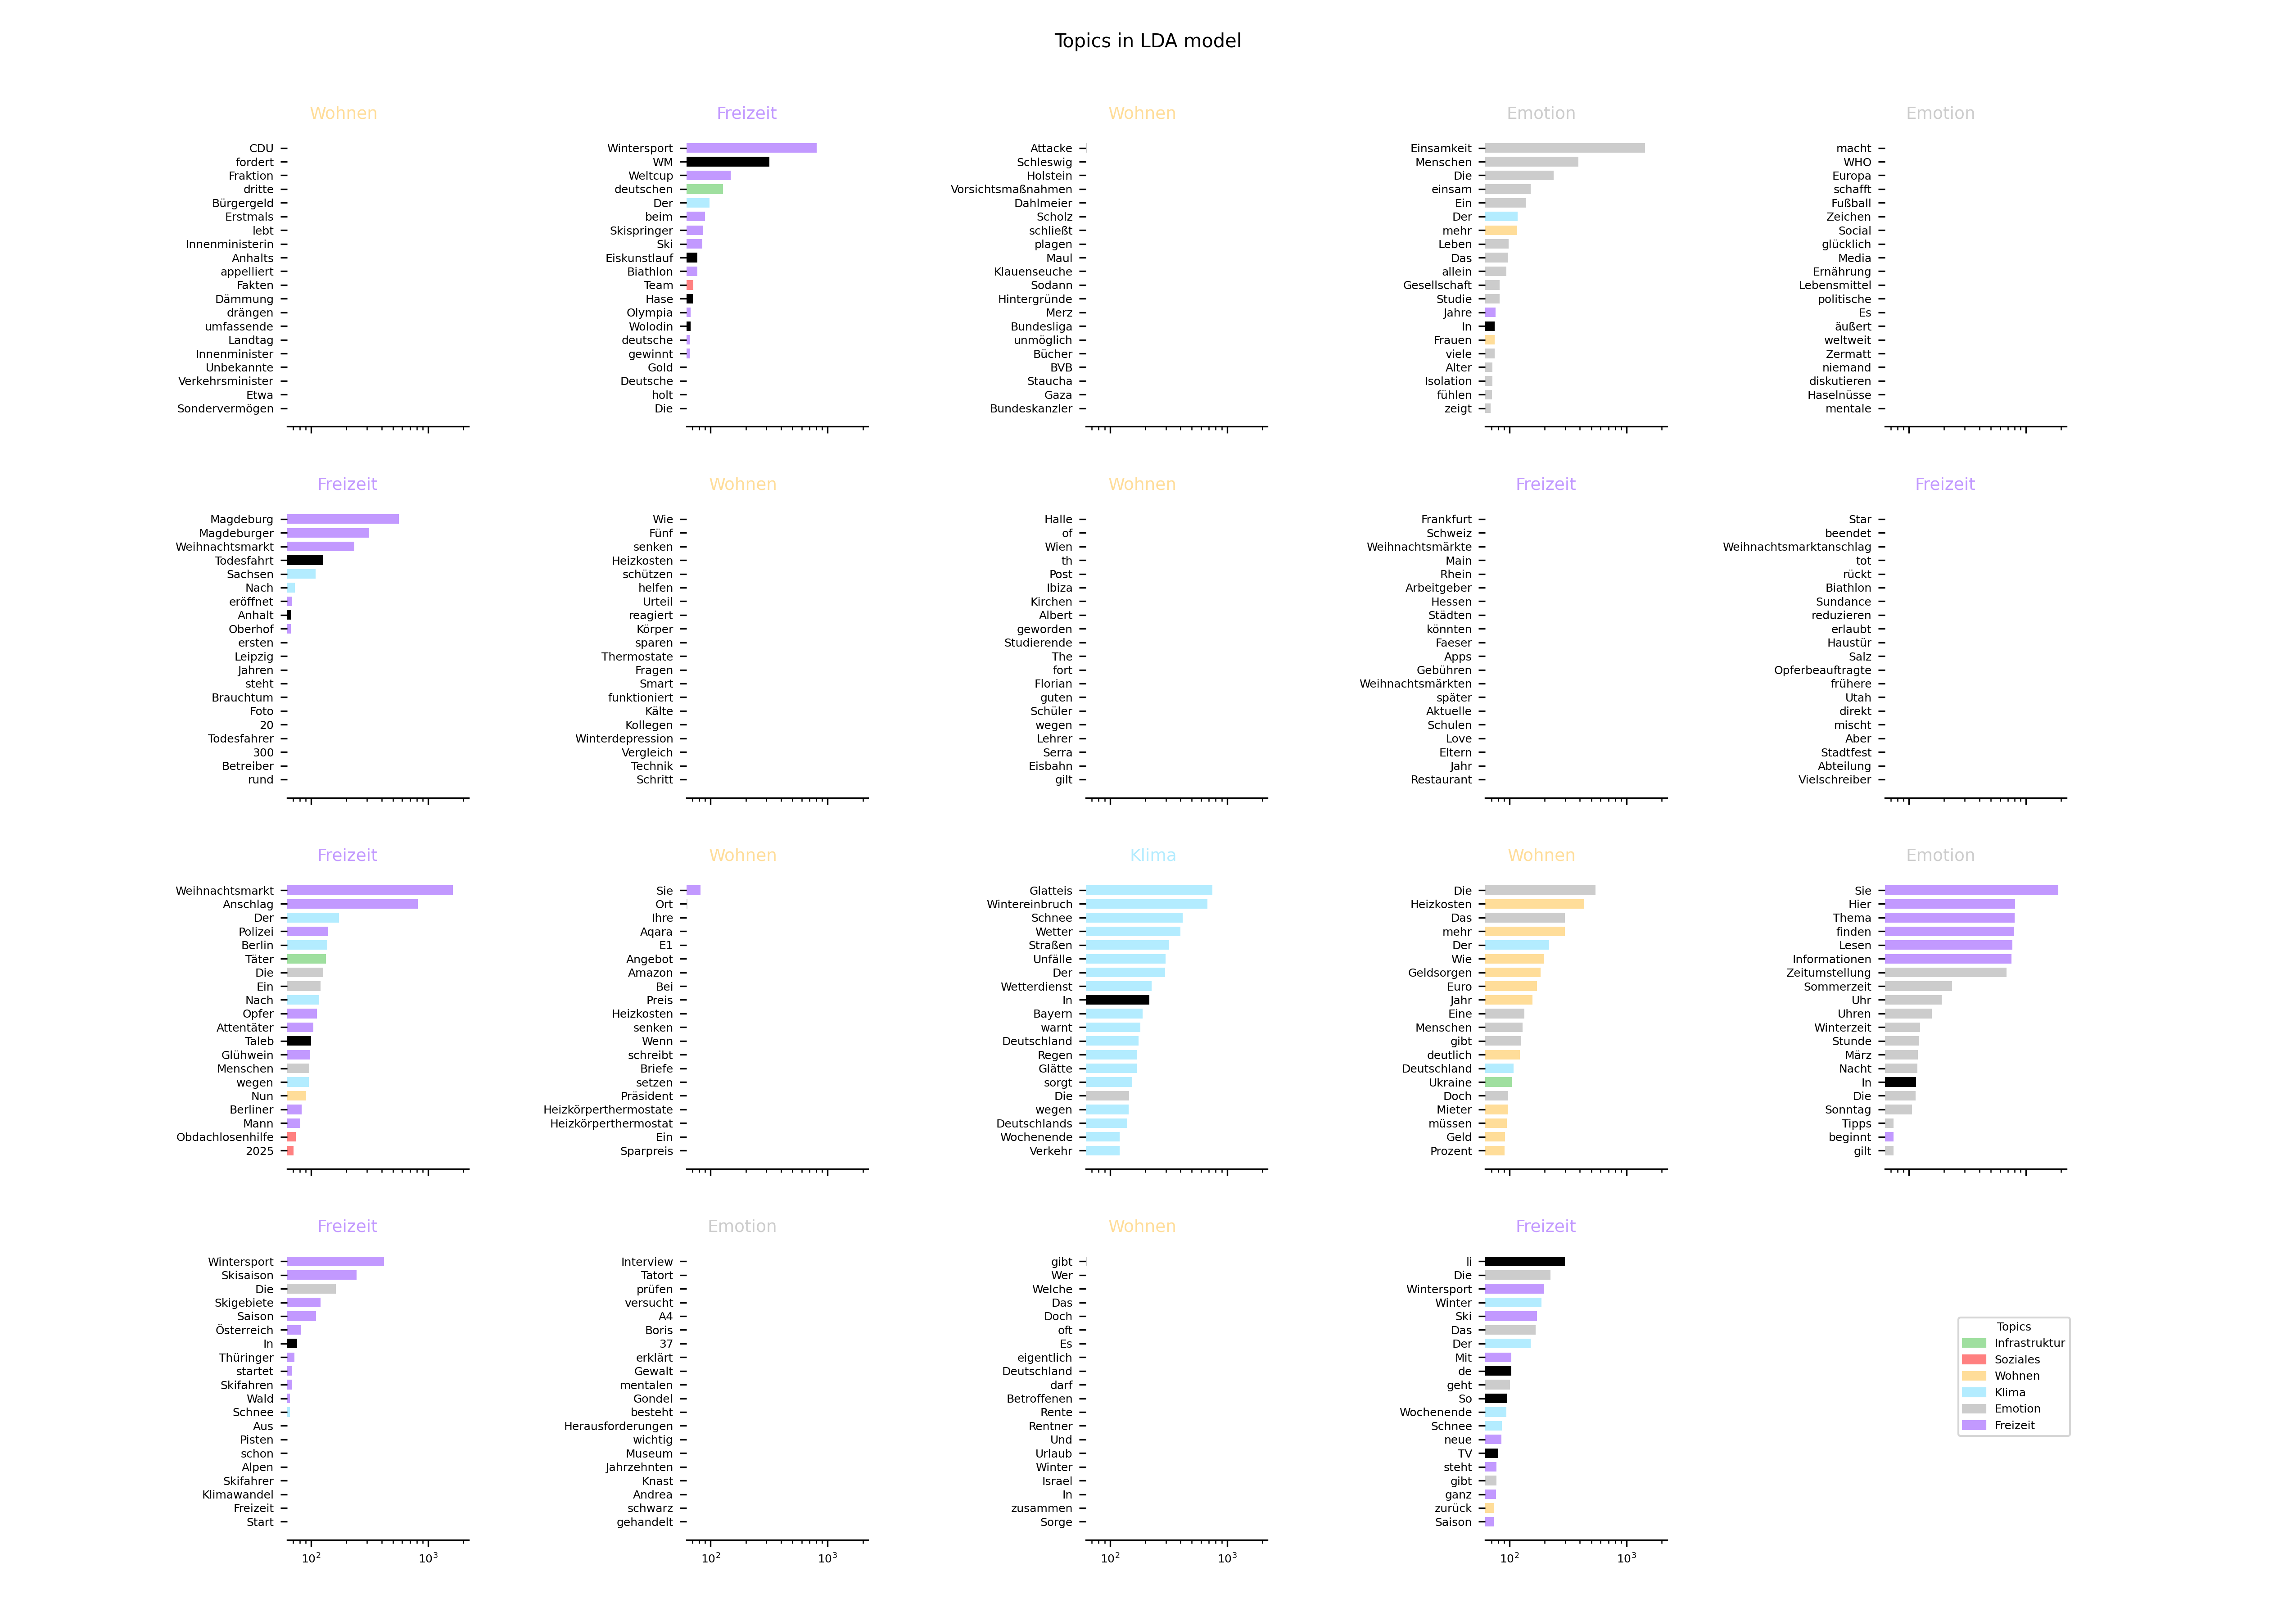 Topics in LDA model
Wohnen
CDU
fordert
Fraktion
dritte
Bürgergeld
Erstmals
lebt
Innenministerin
Anhalts
appelliert
Fakten
Dämmung
drängen
umfassende
Landtag
Innenminister
Unbekannte
Verkehrsminister
Etwa
Sondervermögen
Freizeit
Wintersport
WM
Weltcup
deutschen
Der
beim
Skispringer
Ski
Eiskunstlauf
Biathlon
Team
Hase
Olympia
Wolodin
deutsche
gewinnt
Gold
Deutsche
holt
Die
Wohnen
Attacke
Schleswig
Holstein
Vorsichtsmaßnahmen
Dahlmeier
Scholz
schließt
plagen
Maul
Klauenseuche
Sodann
Hintergründe
Merz
Bundesliga
unmöglich
Bücher
BVB
Staucha
Gaza
Bundeskanzler
Emotion
Einsamkeit
Menschen
Die
einsam
Ein
Der
mehr
Leben
Das
allein
Gesellschaft
Studie
Jahre
In
Frauen
viele
Alter
Isolation
fühlen
zeigt
Emotion
macht
WHO
Europa
schafft
Fußball
Zeichen
Social
glücklich
Media
Ernährung
Lebensmittel
politische
Es
äußert
weltweit
Zermatt
niemand
diskutieren
Haselnüsse
mentale
Freizeit
Magdeburg
Magdeburger
Weihnachtsmarkt
Todesfahrt
Sachsen
Nach
eröffnet
Anhalt
Oberhof
ersten
Leipzig
Jahren
steht
Brauchtum
Foto
20
Todesfahrer
300
Betreiber
rund
Wohnen
Wie
Fünf
senken
Heizkosten
schützen
helfen
Urteil
reagiert
Körper
sparen
Thermostate
Fragen
Smart
funktioniert
Kälte
Kollegen
Winterdepression
Vergleich
Technik
Schritt
Wohnen
Halle
of
Wien
th
Post
Ibiza
Kirchen
Albert
geworden
Studierende
The
fort
Florian
guten
Schüler
wegen
Lehrer
Serra
Eisbahn
gilt
Freizeit
Frankfurt
Schweiz
Weihnachtsmärkte
Main
Rhein
Arbeitgeber
Hessen
Städten
könnten
Faeser
Apps
Gebühren
Weihnachtsmärkten
später
Aktuelle
Schulen
Love
Eltern
Jahr
Restaurant
Freizeit
Star
beendet
Weihnachtsmarktanschlag
tot
rückt
Biathlon
Sundance
reduzieren
erlaubt
Haustür
Salz
Opferbeauftragte
frühere
Utah
direkt
mischt
Aber
Stadtfest
Abteilung
Vielschreiber
Freizeit
Weihnachtsmarkt
Anschlag
Der
Polizei
Berlin
Täter
Die
Ein
Nach
Opfer
Attentäter
Taleb
Glühwein
Menschen
wegen
Nun
Berliner
Mann
Obdachlosenhilfe
2025
Wohnen
Sie
Ort
Ihre
Aqara
E1
Angebot
Amazon
Bei
Preis
Heizkosten
senken
Wenn
schreibt
Briefe
setzen
Präsident
Heizkörperthermostate
Heizkörperthermostat
Ein
Sparpreis
Klima
Glatteis
Wintereinbruch
Schnee
Wetter
Straßen
Unfälle
Der
Wetterdienst
In
Bayern
warnt
Deutschland
Regen
Glätte
sorgt
Die
wegen
Deutschlands
Wochenende
Verkehr
Wohnen
Die
Heizkosten
Das
mehr
Der
Wie
Geldsorgen
Euro
Jahr
Eine
Menschen
gibt
deutlich
Deutschland
Ukraine
Doch
Mieter
müssen
Geld
Prozent
Emotion
Sie
Hier
Thema
finden
Lesen
Informationen
Zeitumstellung
Sommerzeit
Uhr
Uhren
Winterzeit
Stunde
März
Nacht
In
Die
Sonntag
Tipps
beginnt
gilt
Freizeit
Wintersport
Skisaison
Die
Skigebiete
Saison
Österreich
In
Thüringer
startet
Skifahren
Wald
Schnee
Aus
Pisten
schon
Alpen
Skifahrer
Klimawandel
Freizeit
Start
10² 10³
Emotion
Interview
Tatort
prüfen
versucht
A4
Boris
37
erklärt
Gewalt
mentalen
Gondel
besteht
Herausforderungen
wichtig
Museum
Jahrzehnten
Knast
Andrea
schwarz
gehandelt
10² 10³
Wohnen
gibt
Wer
Welche
Das
Doch
oft
Es
eigentlich
Deutschland
darf
Betroffenen
Rente
Rentner
Und
Urlaub
Winter
Israel
In
zusammen
Sorge
10² 10³
Freizeit
li
Die
Wintersport
Winter
Ski
Das
Der
Mit
de
geht
So
Wochenende
Schnee
neue
TV
steht
gibt
ganz
zurück
Saison
10² 10³
Topics
Infrastruktur
Soziales
Wohnen
Klima
Emotion
Freizeit